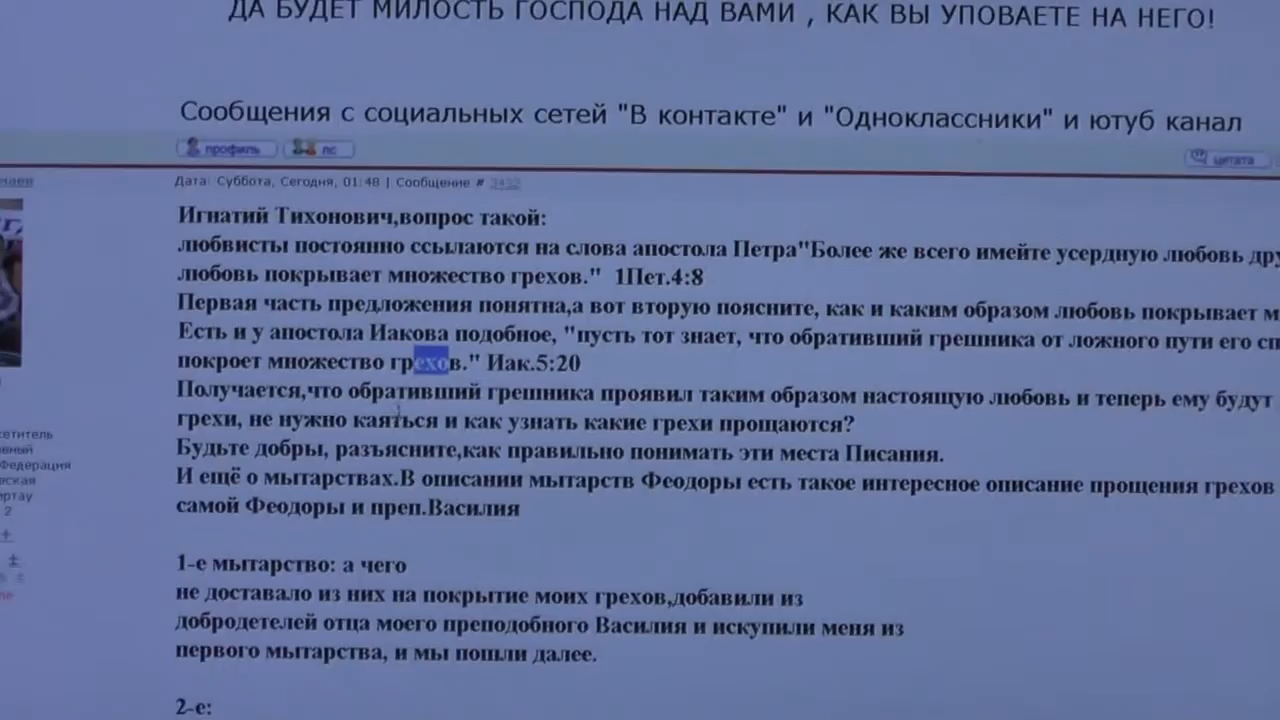 ДА БУДЕТ МИЛОСТЬ ГОСПОДА НАД ВАМИ , КАК ВЫ УПОВАЕТЕ НА НЕГО!
Сообщения с социальных сетей "В контакте" и "Одноклассники" и ютуб канал
профиль лс
цитата
Дата: Суббота, Сегодня, 01:48 | Сообщение # 3432
Игнатий Тихонович,вопрос такой:
любвисты постоянно ссылаются на слова апостола Петра"Более же всего имейте усердную любовь дру
любовь покрывает множество грехов." 1Пет.4:8
Первая часть предложения понятна,а вот вторую поясните, как и каким образом любовь покрывает м
Есть и у апостола Иакова подобное, "пусть тот знает, что обративший грешника от ложного пути его сп
покроет множество грехов." Иак.5:20
Получается,что обративший грешника проявил таким образом настоящую любовь и теперь ему будут
грехи, не нужно каяться и как узнать какие грехи прощаются?
Будьте добры, разъясните,как правильно понимать эти места Писания.
И ещё о мытарствах.В описании мытарств Феодоры есть такое интересное описание прощения грехов
самой Феодоры и преп.Василия
сетитель
Федерация
вская
ертау
2
1-е мытарство: а чего
не доставало из них на покрытие моих грехов,добавили из
добродетелей отца моего преподобного Василия и искупили меня из
первого мытарства, и мы пошли далее.
2-е: